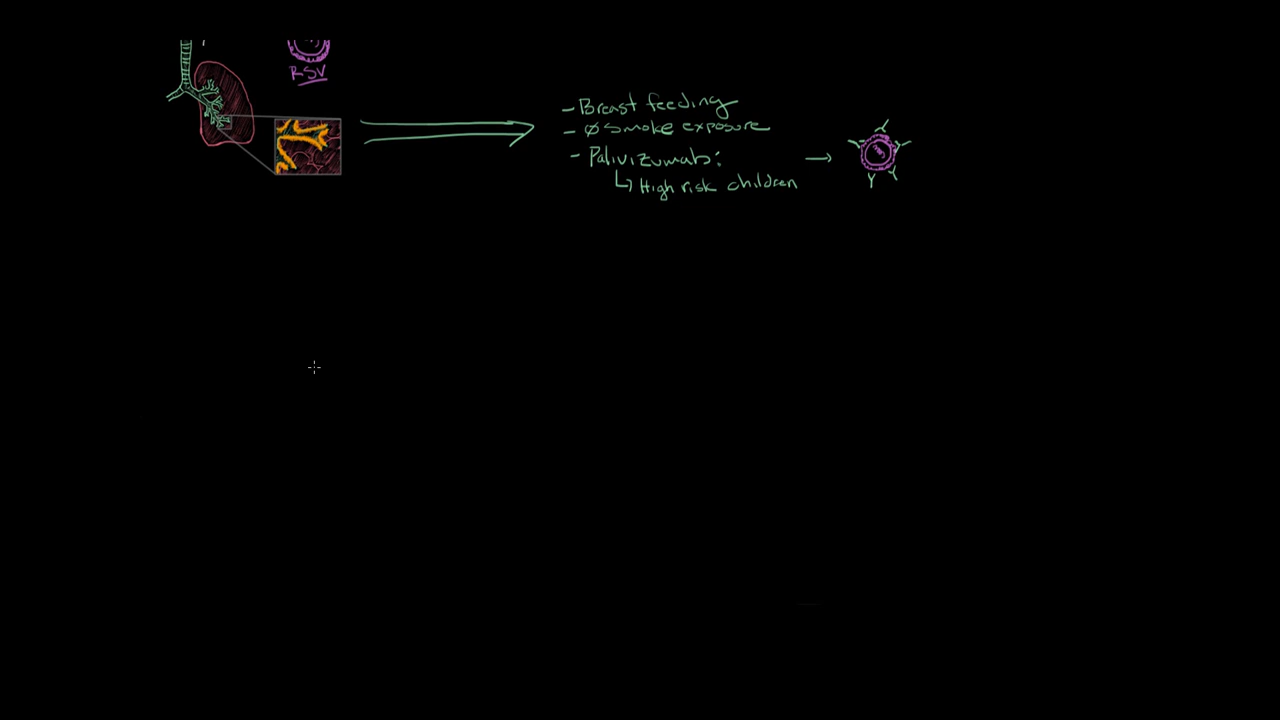 RSV
- Breast feeding
- ∅ smoke exposure
- Palivizumab:
↳ High risk children →